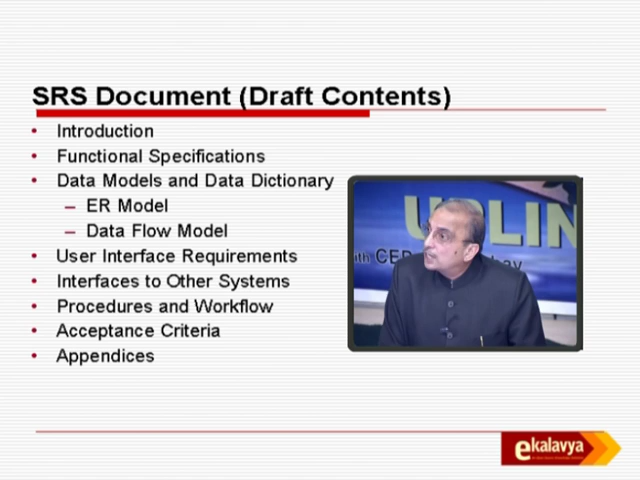 SRS Document (Draft Contents)
• Introduction
• Functional Specifications
• Data Models and Data Dictionary
– ER Model
– Data Flow Model
• User Interface Requirements
• Interfaces to Other Systems
• Procedures and Workflow
• Acceptance Criteria
• Appendices
ekalavya